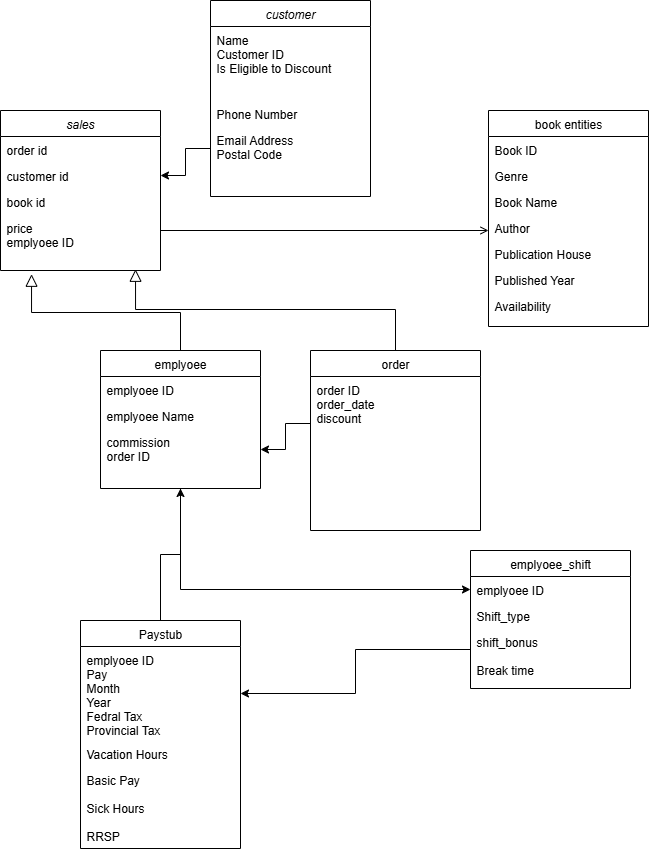 customer
Name
Customer ID
Is Eligible to Discount
Phone Number
Email Address
Postal Code
sales
order id
customer id
book id
price
emplyoee ID
book entities
Book ID
Genre
Book Name
Author
Publication House
Published Year
Availability
emplyoee
emplyoee ID
emplyoee Name
commission
order ID
order
order ID
order_date
discount
emplyoee_shift
emplyoee ID
Shift_type
shift_bonus
Break time
Paystub
emplyoee ID
Pay
Month
Year
Fedral Tax
Provincial Tax
Vacation Hours
Basic Pay
Sick Hours
RRSP